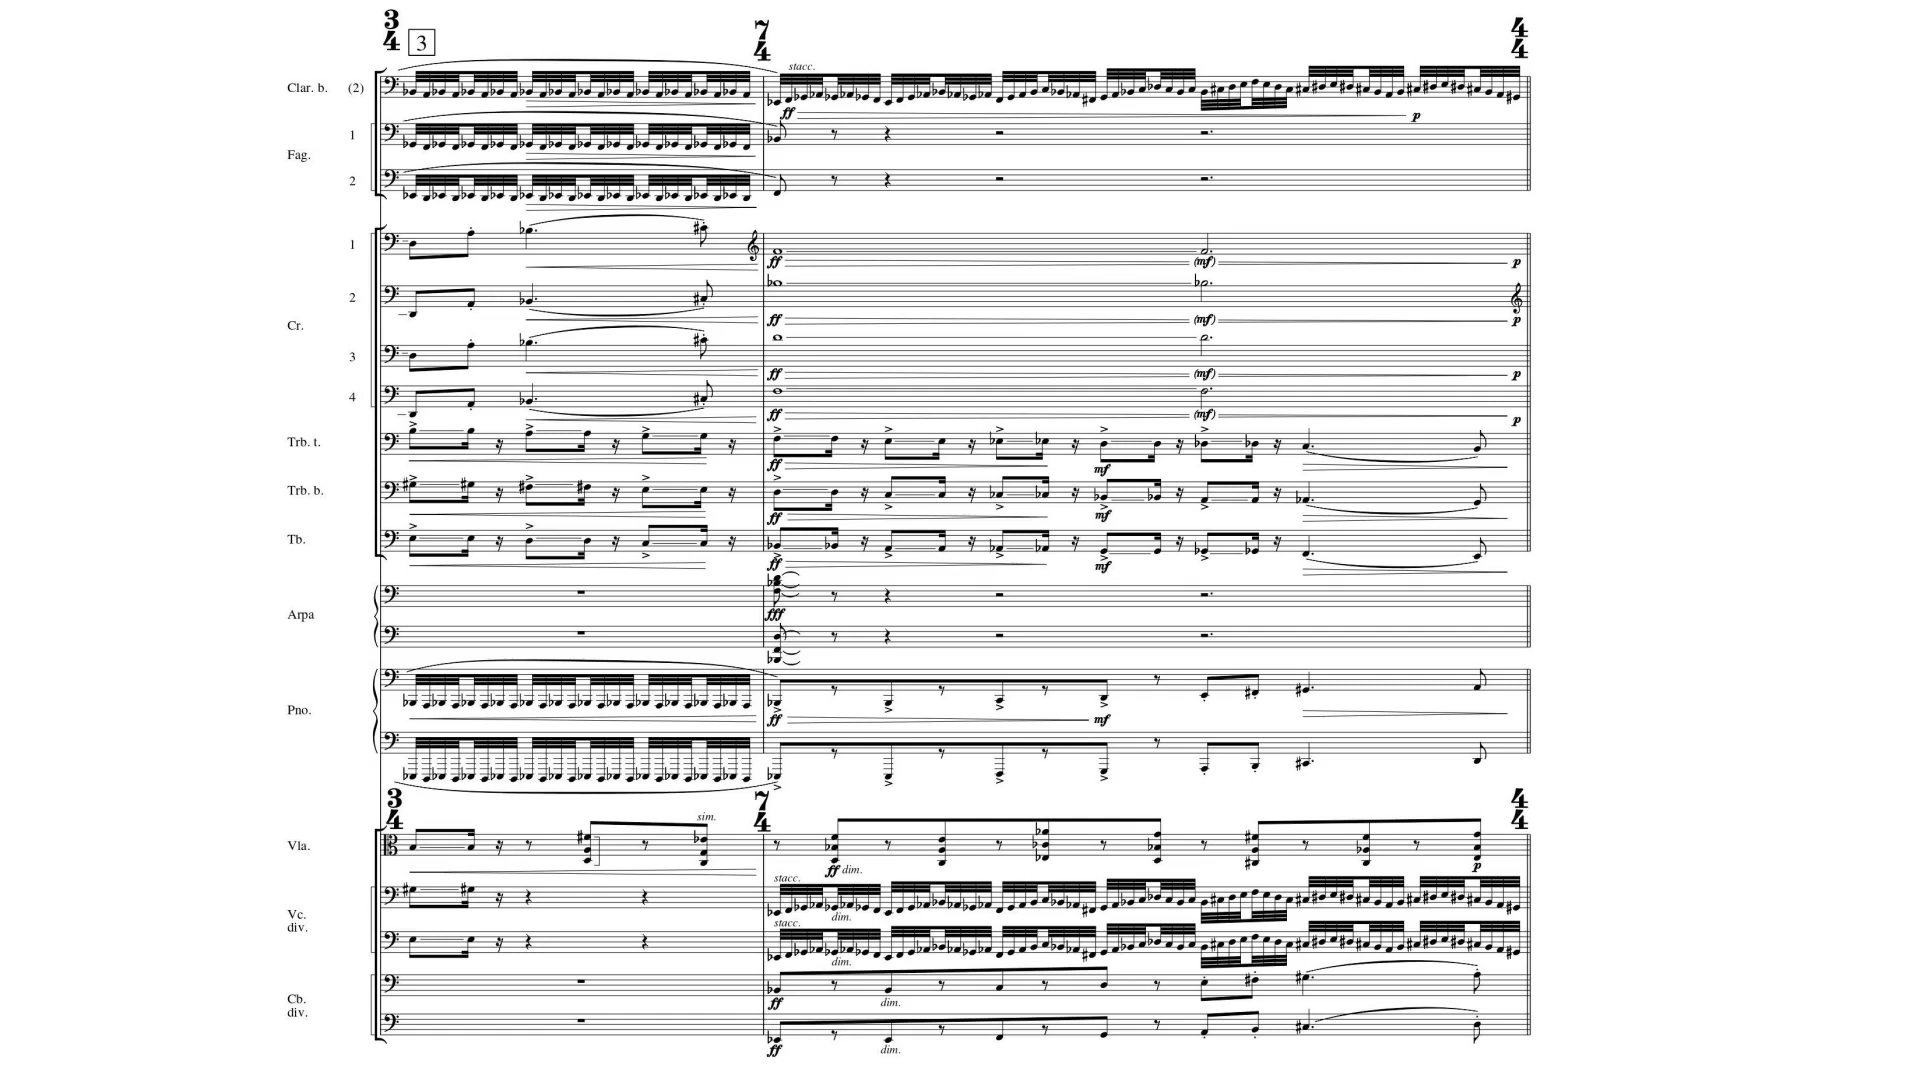 3 4 7 4 4 4
3
Clar. b. (2)
stacc.
ff p
Fag. 1
2
Cr. 1
ff (mf) p
2
ff (mf) p
3
ff (mf) p
4
ff (mf) p
Trb. t.
ff mf
Trb. b.
ff mf
Tb.
ff mf
Arpa
fff
Pno.
ff mf
3 4 7 4 4 4
sim.
Vla.
ff dim. p
stacc.
Vc.
div.
dim.
stacc.
dim.
Cb.
div.
ff dim.
ff dim.